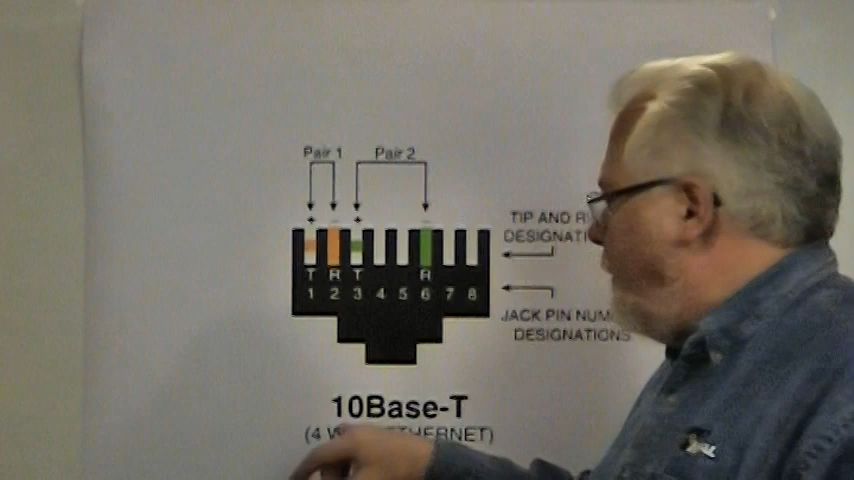 Pair 1 Pair 2
+ - + -
TIP AND
DESIGNATI
T R T R
1 2 3 4 5 6 7 8
JACK PIN NUM
DESIGNATIONS
10Base-T
(4 W ETHERNET)